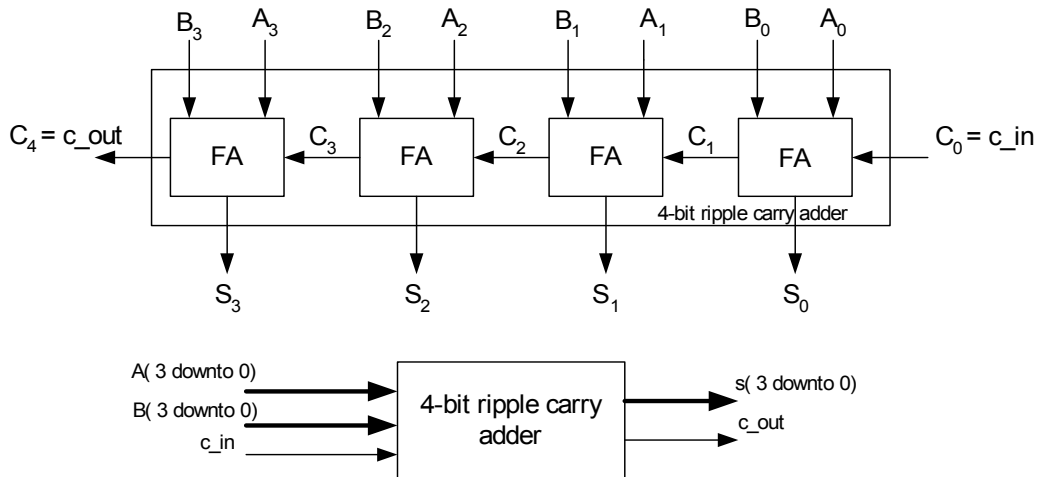 B3 A3 B2 A2 B1 A1 B0 A0
C4 = c_out FA C3 FA C2 FA C1 FA C0 = c_in
4-bit ripple carry adder
S3 S2 S1 S0
A( 3 downto 0)
B( 3 downto 0)
c_in
4-bit ripple carry
adder
s( 3 downto 0)
c_out